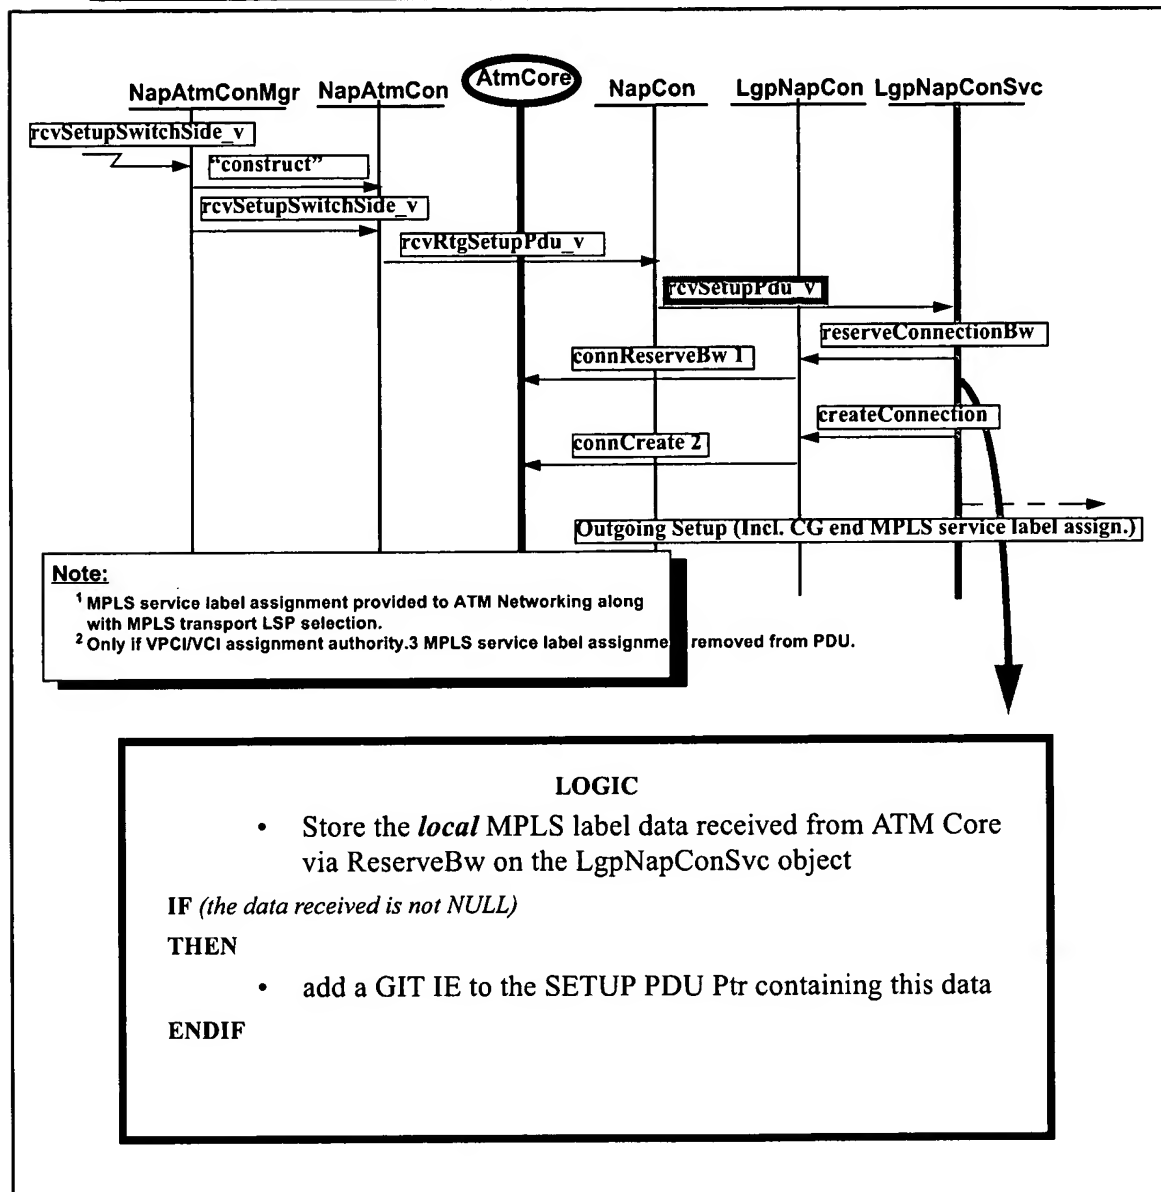 NapAtmConMgr NapAtmCon AtmCore NapCon LgpNapCon LgpNapConSvc
rcvSetupSwitchSide_v
“construct”
rcvSetupSwitchSide_v
rcvRtgSetupPdu_v
rcvSetupPdu_v
reserveConnectionBw
connReserveBw 1
createConnection
connCreate 2
Outgoing Setup (Incl. CG end MPLS service label assign.)
Note:
1 MPLS service label assignment provided to ATM Networking along
with MPLS transport LSP selection.
2 Only if VPCI/VCI assignment authority.3 MPLS service label assignme removed from PDU.
LOGIC
• Store the local MPLS label data received from ATM Core
via ReserveBw on the LgpNapConSvc object
IF (the data received is not NULL)
THEN
• add a GIT IE to the SETUP PDU Ptr containing this data
ENDIF